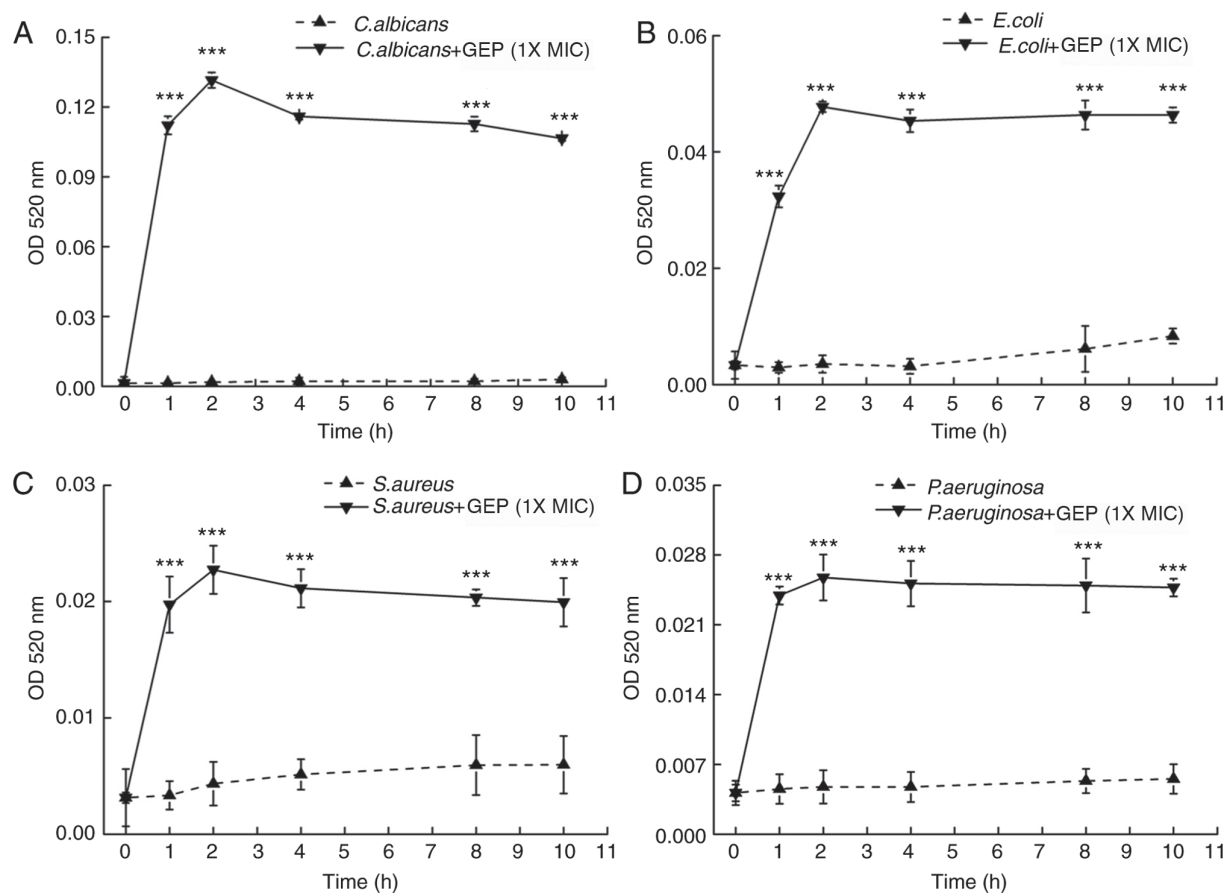 A
C.albicans
C.albicans+GEP (1X MIC)
0.15
0.12
0.09
0.06
0.03
0.00
OD 520 nm
***
***
***
***
***
0 1 2 3 4 5 6 7 8 9 10 11
Time (h)
B
E.coli
E.coli+GEP (1X MIC)
0.06
0.04
0.02
0.00
OD 520 nm
***
***
***
***
***
0 1 2 3 4 5 6 7 8 9 10 11
Time (h)
C
S.aureus
S.aureus+GEP (1X MIC)
0.03
0.02
0.01
0.00
OD 520 nm
***
***
***
***
***
0 1 2 3 4 5 6 7 8 9 10 11
Time (h)
D
P.aeruginosa
P.aeruginosa+GEP (1X MIC)
0.035
0.028
0.021
0.014
0.007
0.000
OD 520 nm
***
***
***
***
***
0 1 2 3 4 5 6 7 8 9 10 11
Time (h)